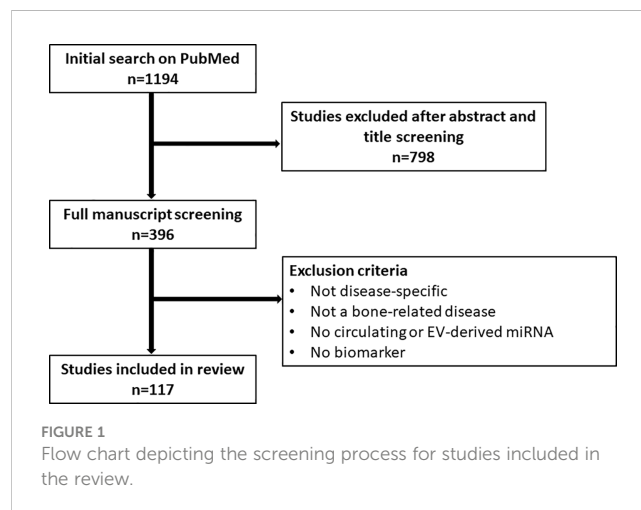 Initial search on PubMed
n=1194
Studies excluded after abstract and
title screening
n=798
Full manuscript screening
n=396
Exclusion criteria
• Not disease-specific
• Not a bone-related disease
• No circulating or EV-derived miRNA
• No biomarker
Studies included in review
n=117
FIGURE 1
Flow chart depicting the screening process for studies included in
the review.